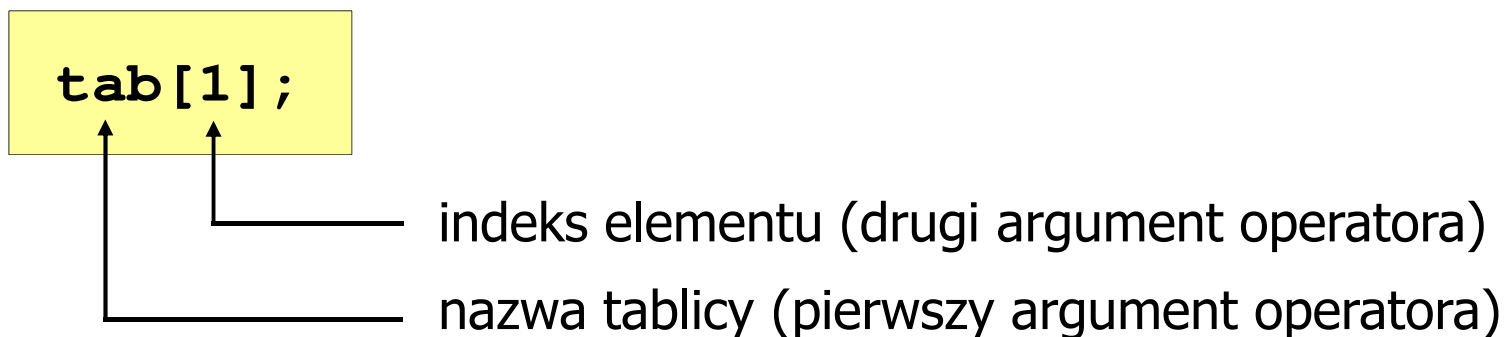 tab[1];
indeks elementu (drugi argument operatora)
nazwa tablicy (pierwszy argument operatora)